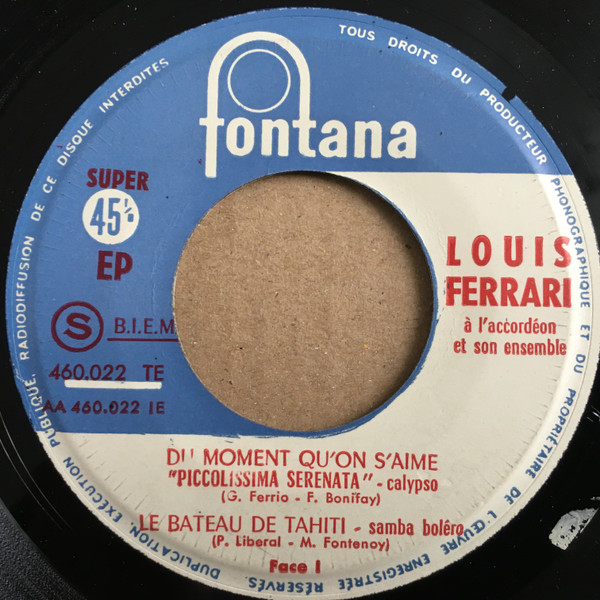 TOUS DROITS DU PRODUCTEUR PHONOGRAPHIQUE ET DU PROPRIÉTAIRE DE L'ŒUVRE ENREGISTRÉE RÉSERVÉS. DUPLICATION, EXÉCUTION PUBLIQUE, RADIODIFFUSION DE CE DISQUE INTERDITES
fontana
SUPER
45
EP
LOUIS
FERRARI
à l'accordéon
et son ensemble
S B.I.E.M
460.022 TE
AA 460.022 1E
DU MOMENT QU'ON S'AIME
"PICCOLISSIMA SERENATA" - calypso
(G. Ferrio - F. Bonifay)
LE BATEAU DE TAHITI - samba boléro
(P. Liberal - M. Fontenoy)
Face 1